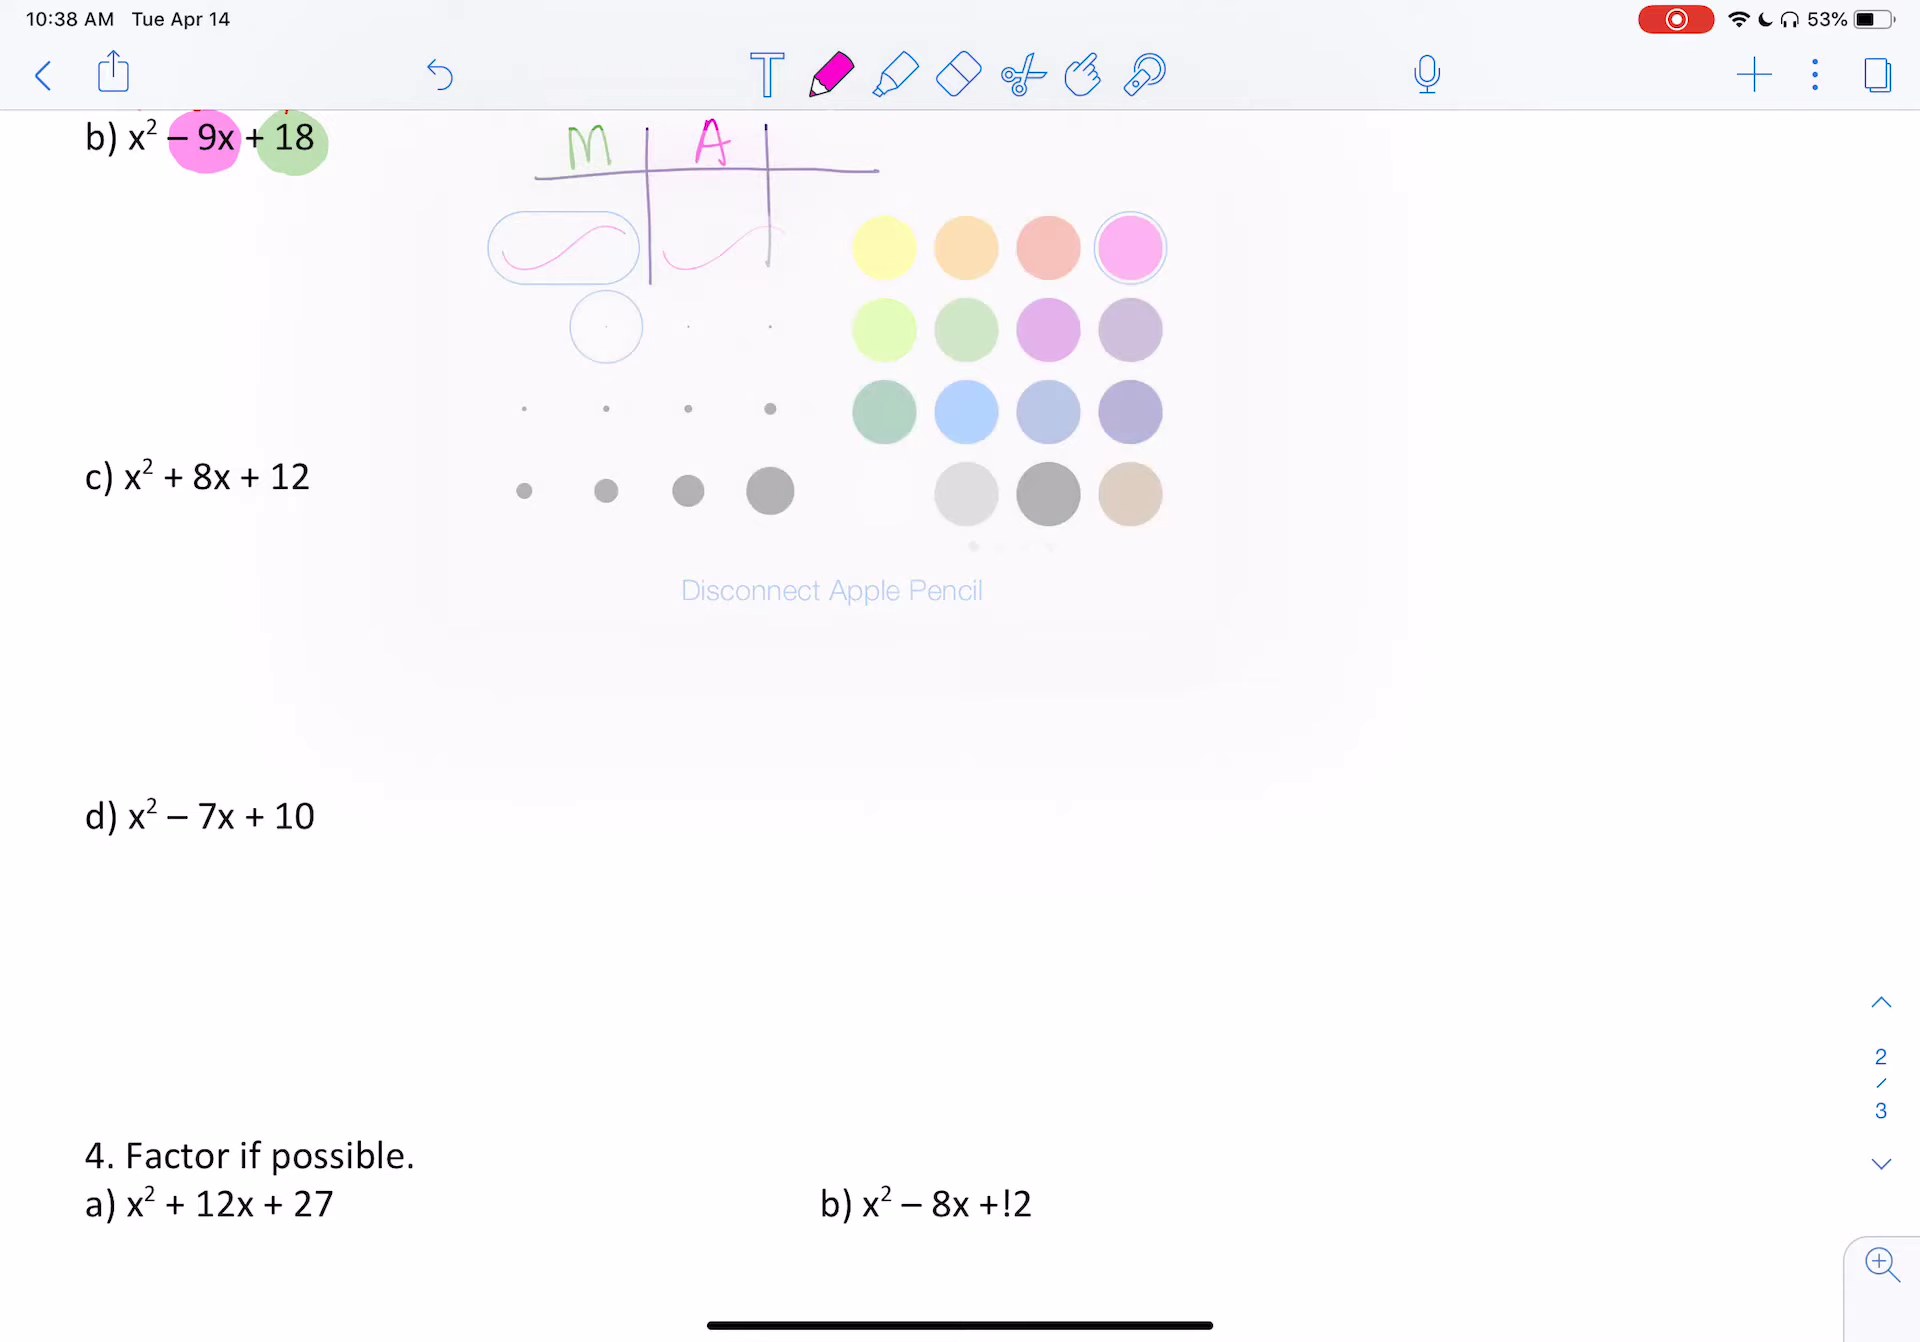 10:38 AM Tue Apr 14 53%
b) x² – 9x + 18
M A
c) x² + 8x + 12
Disconnect Apple Pencil
d) x² – 7x + 10
2
/
3
4. Factor if possible.
a) x² + 12x + 27 b) x² – 8x +!2